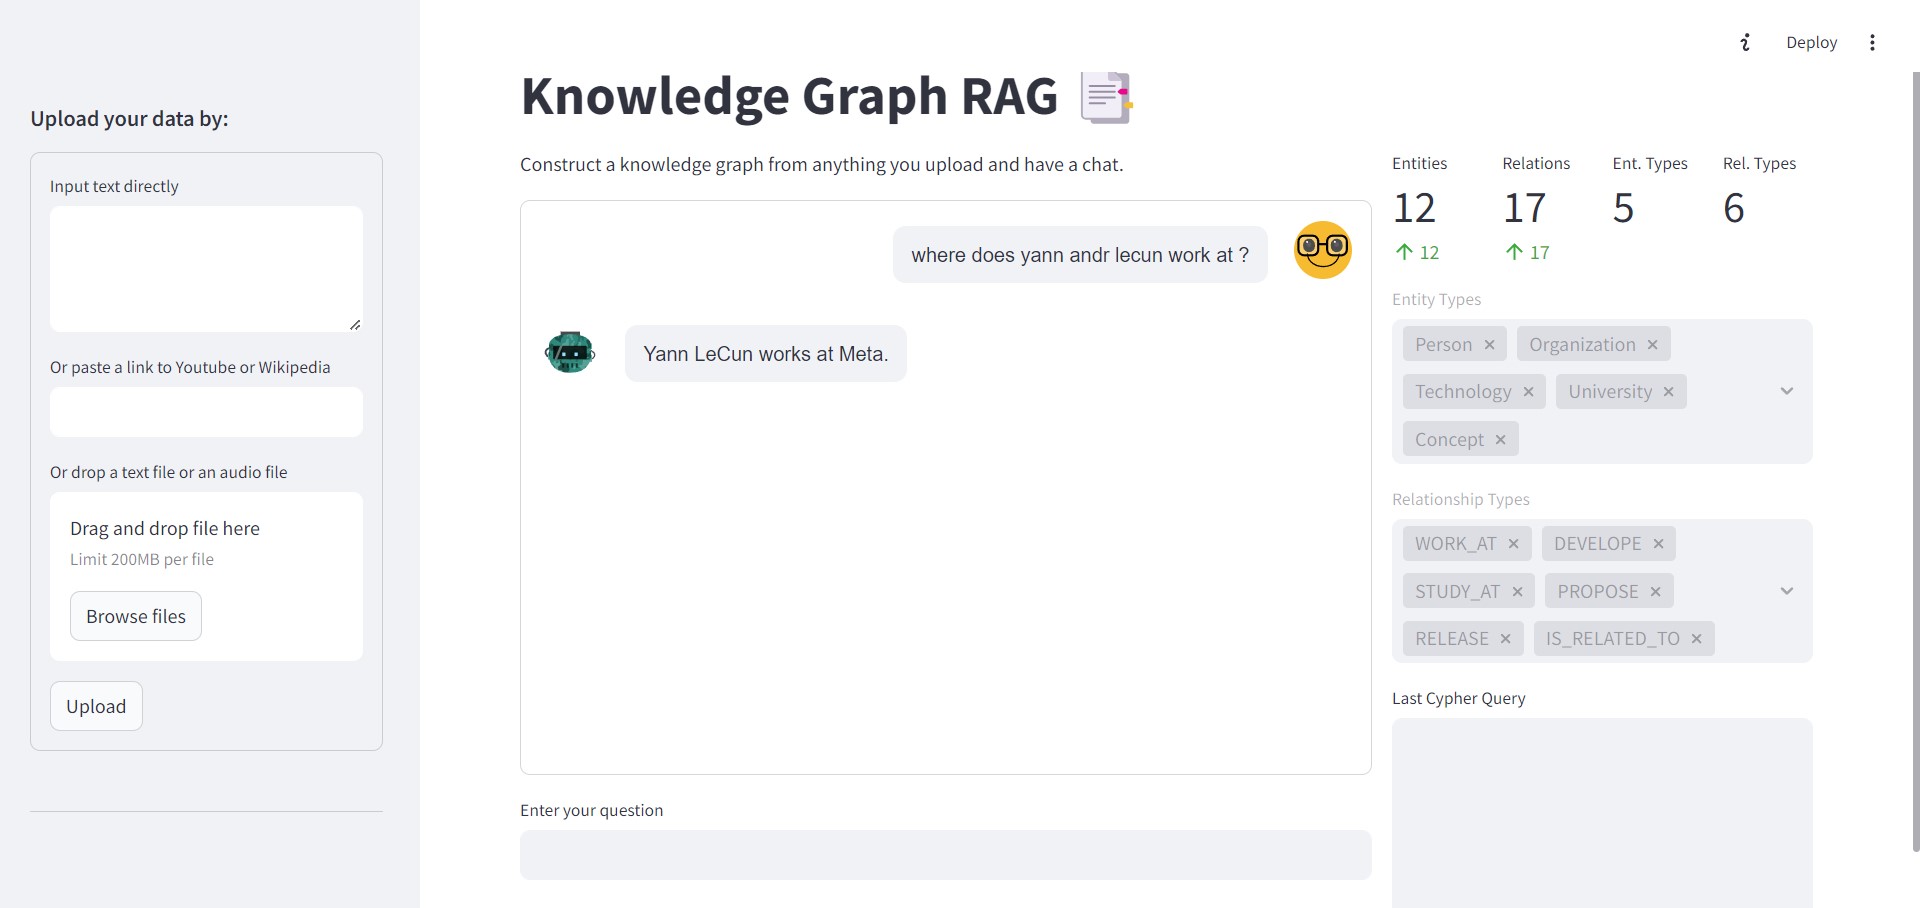 Deploy
Upload your data by:
Input text directly
Or paste a link to Youtube or Wikipedia
Or drop a text file or an audio file
Drag and drop file here
Limit 200MB per file
Browse files
Upload
Knowledge Graph RAG
Construct a knowledge graph from anything you upload and have a chat.
where does yann andr lecun work at ?
Yann LeCun works at Meta.
Enter your question
Entities Relations Ent. Types Rel. Types
12 17 5 6
12 17
Entity Types
Person Organization
Technology University
Concept
Relationship Types
WORK_AT DEVELOPE
STUDY_AT PROPOSE
RELEASE IS_RELATED_TO
Last Cypher Query